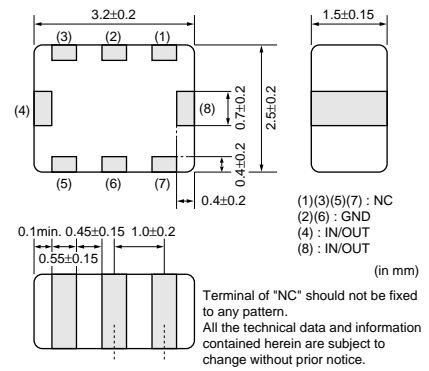 3.2±0.2
1.5±0.15
(3) (2) (1)
(4)
(8)
0.7±0.2
2.5±0.2
0.4±0.2
(5) (6) (7)
0.4±0.2
(1)(3)(5)(7) : NC
(2)(6) : GND
(4) : IN/OUT
(8) : IN/OUT
(in mm)
0.1min. 0.45±0.15 1.0±0.2
0.55±0.15
Terminal of "NC" should not be fixed
to any pattern.
All the technical data and information
contained herein are subject to
change without prior notice.